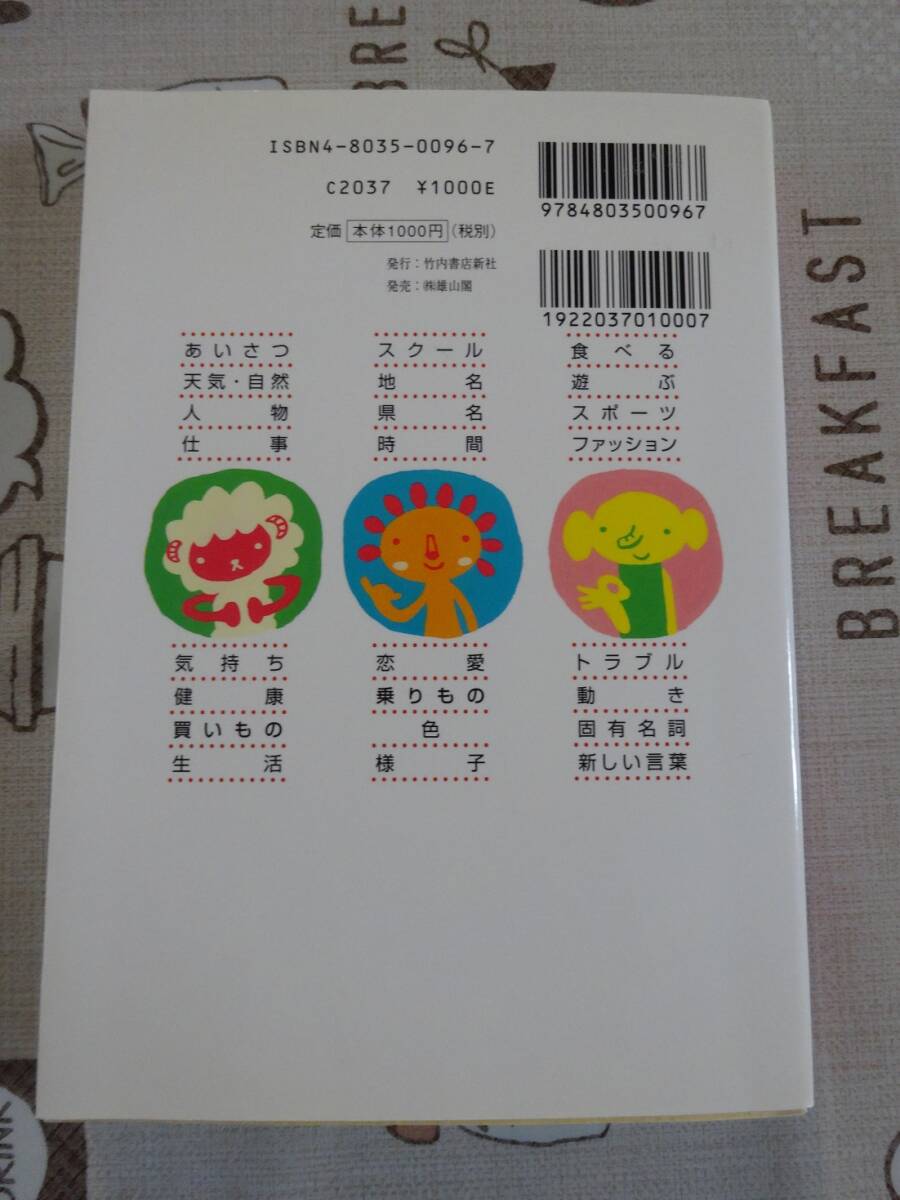 BRE
BRE
ISBN4-8035-0096-7
C2037 ¥1000E
定価 本体1000円(税別)
発行:竹内書店新社
発売:㈱雄山閣
9784803500967
1922037010007
あいさつ
天気・自然
人物
仕事
スクール
地名
県名
時間
食べる
遊ぶ
スポーツ
ファッション
気持ち
健康
買いもの
生活
恋愛
乗りもの
色
様子
トラブル
動き
固有名詞
新しい言葉
BREAKFAST
RINK